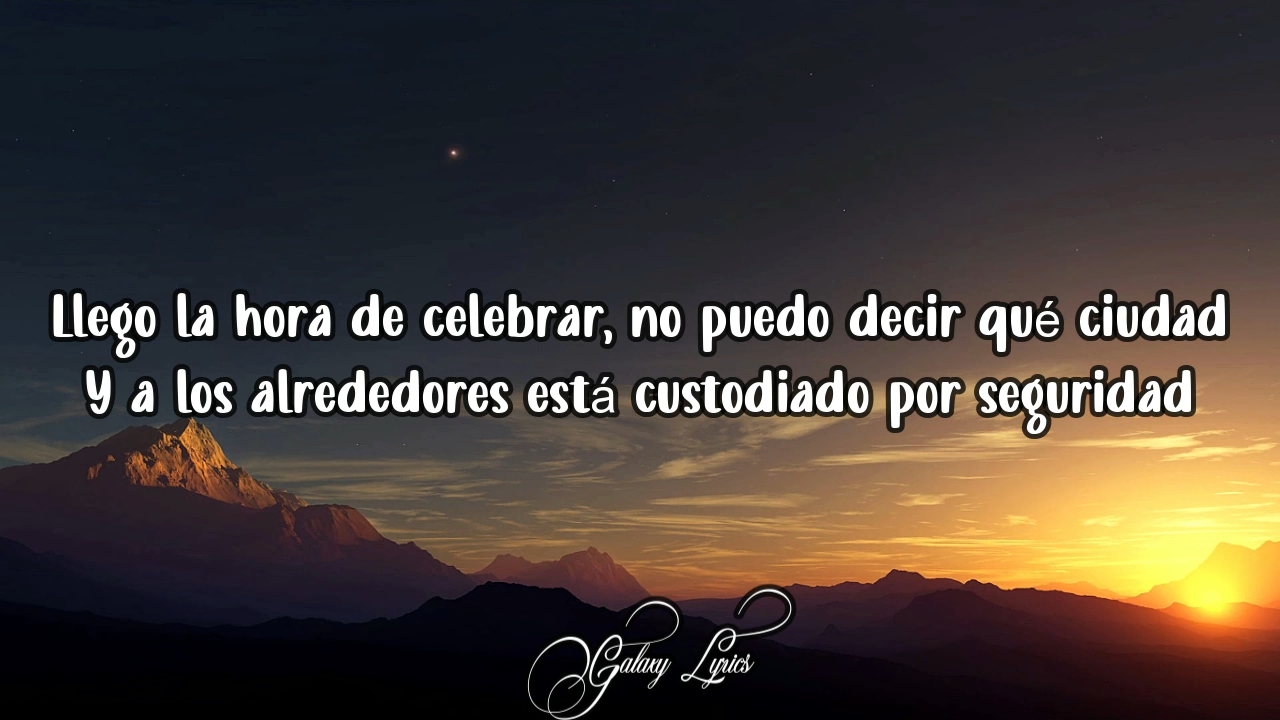 Llego la hora de celebrar, no puedo decir qué ciudad
Y a los alrededores está custodiado por seguridad
Galaxy Lyrics